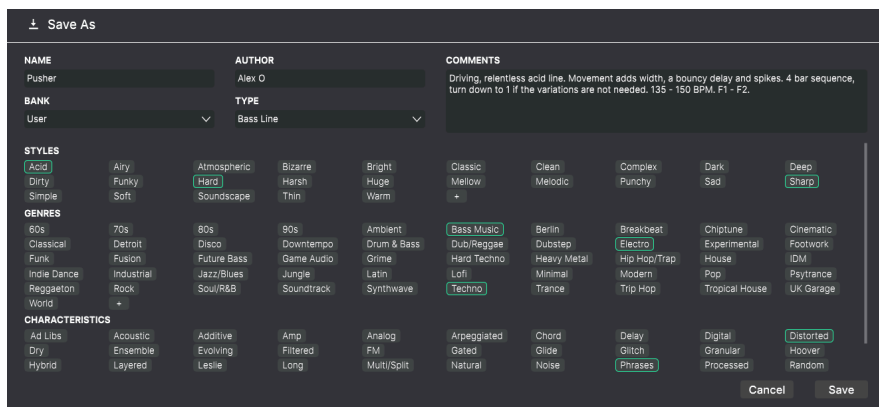 Save As
NAME AUTHOR COMMENTS
Pusher Alex O Driving, relentless acid line. Movement adds width, a bouncy delay and spikes. 4 bar sequence,
turn down to 1 if the variations are not needed. 135 - 150 BPM. F1 - F2.
BANK TYPE
User Bass Line
STYLES
Acid Airy Atmospheric Bizarre Bright Classic Clean Complex Dark Deep
Dirty Funky Hard Harsh Huge Mellow Melodic Punchy Sad Sharp
Simple Soft Soundscape Thin Warm +
GENRES
60s 70s 80s 90s Ambient Bass Music Berlin Breakbeat Chiptune Cinematic
Classical Detroit Disco Downtempo Drum & Bass Dub/Reggae Dubstep Electro Experimental Footwork
Funk Fusion Future Bass Game Audio Grime Hard Techno Heavy Metal Hip Hop/Trap House IDM
Indie Dance Industrial Jazz/Blues Jungle Latin Lofi Minimal Modern Pop Psytrance
Reggaeton Rock Soul/R&B Soundtrack Synthwave Techno Trance Trip Hop Tropical House UK Garage
World +
CHARACTERISTICS
Ad Libs Acoustic Additive Amp Analog Arpeggiated Chord Delay Digital Distorted
Dry Ensemble Evolving Filtered FM Gated Glide Glitch Granular Hoover
Hybrid Layered Leslie Long Multi/Split Natural Noise Phrases Processed Random
Cancel Save